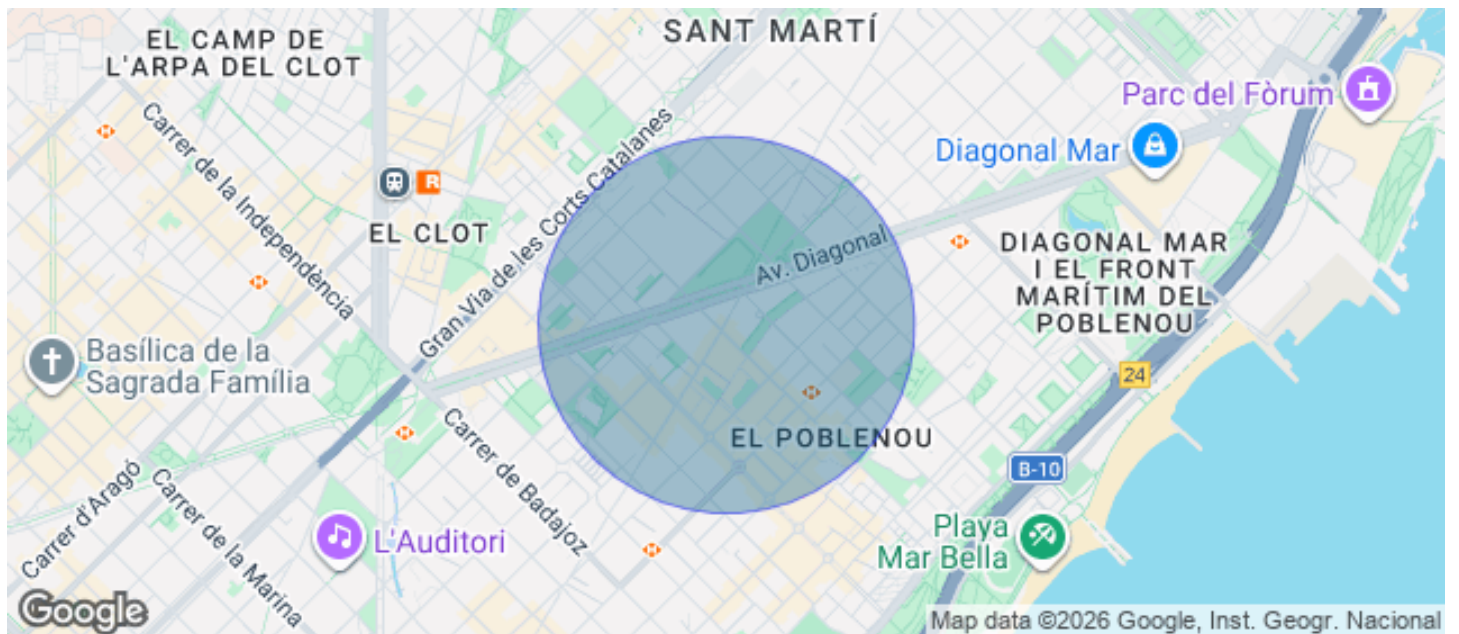 SANT MARTÍ
EL CAMP DE
L'ARPA DEL CLOT
Parc del Fòrum
Carrer de la Independència
Diagonal Mar
R
Gran Via de les Corts Catalanes
EL CLOT
Av. Diagonal
DIAGONAL MAR
I EL FRONT
MARÍTIM DEL
POBLENOU
Basílica de la
Sagrada Família
24
EL POBLENOU
B-10
Carrer de Badajoz
Carrer d'Aragó
Carrer de la Marina
L'Auditori
Playa
Mar Bella
Google
Map data ©2026 Google, Inst. Geogr. Nacional